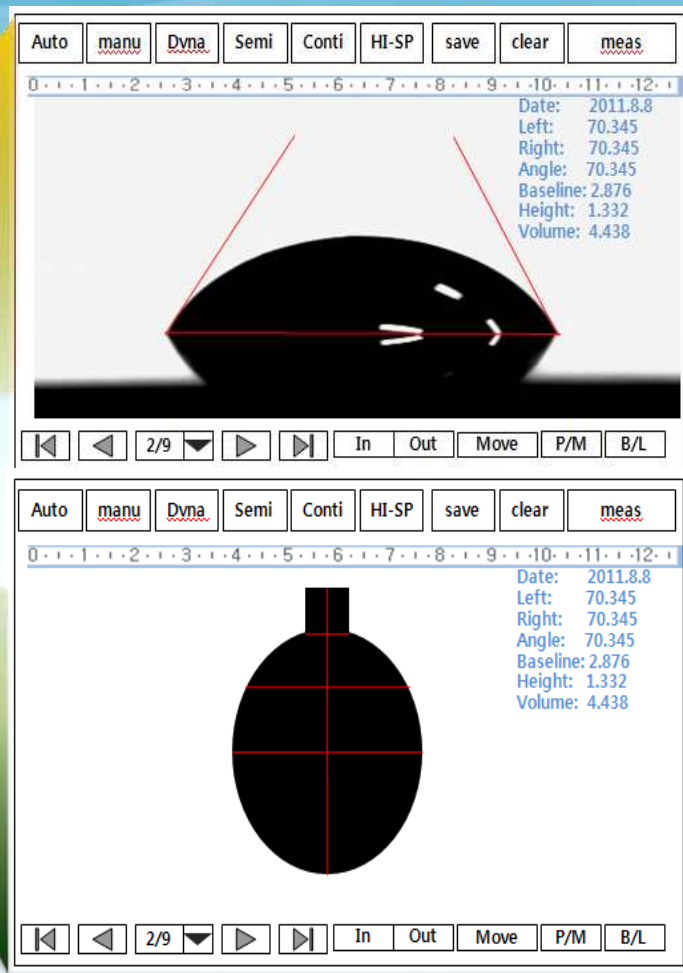 Auto manu Dyna Semi Conti HI-SP save clear meas
0 1 2 3 4 5 6 7 8 9 10 11 12
Date: 2011.8.8
Left: 70.345
Right: 70.345
Angle: 70.345
Baseline: 2.876
Height: 1.332
Volume: 4.438
2/9 In Out Move P/M B/L
Auto manu Dyna Semi Conti HI-SP save clear meas
0 1 2 3 4 5 6 7 8 9 10 11 12
Date: 2011.8.8
Left: 70.345
Right: 70.345
Angle: 70.345
Baseline: 2.876
Height: 1.332
Volume: 4.438
2/9 In Out Move P/M B/L